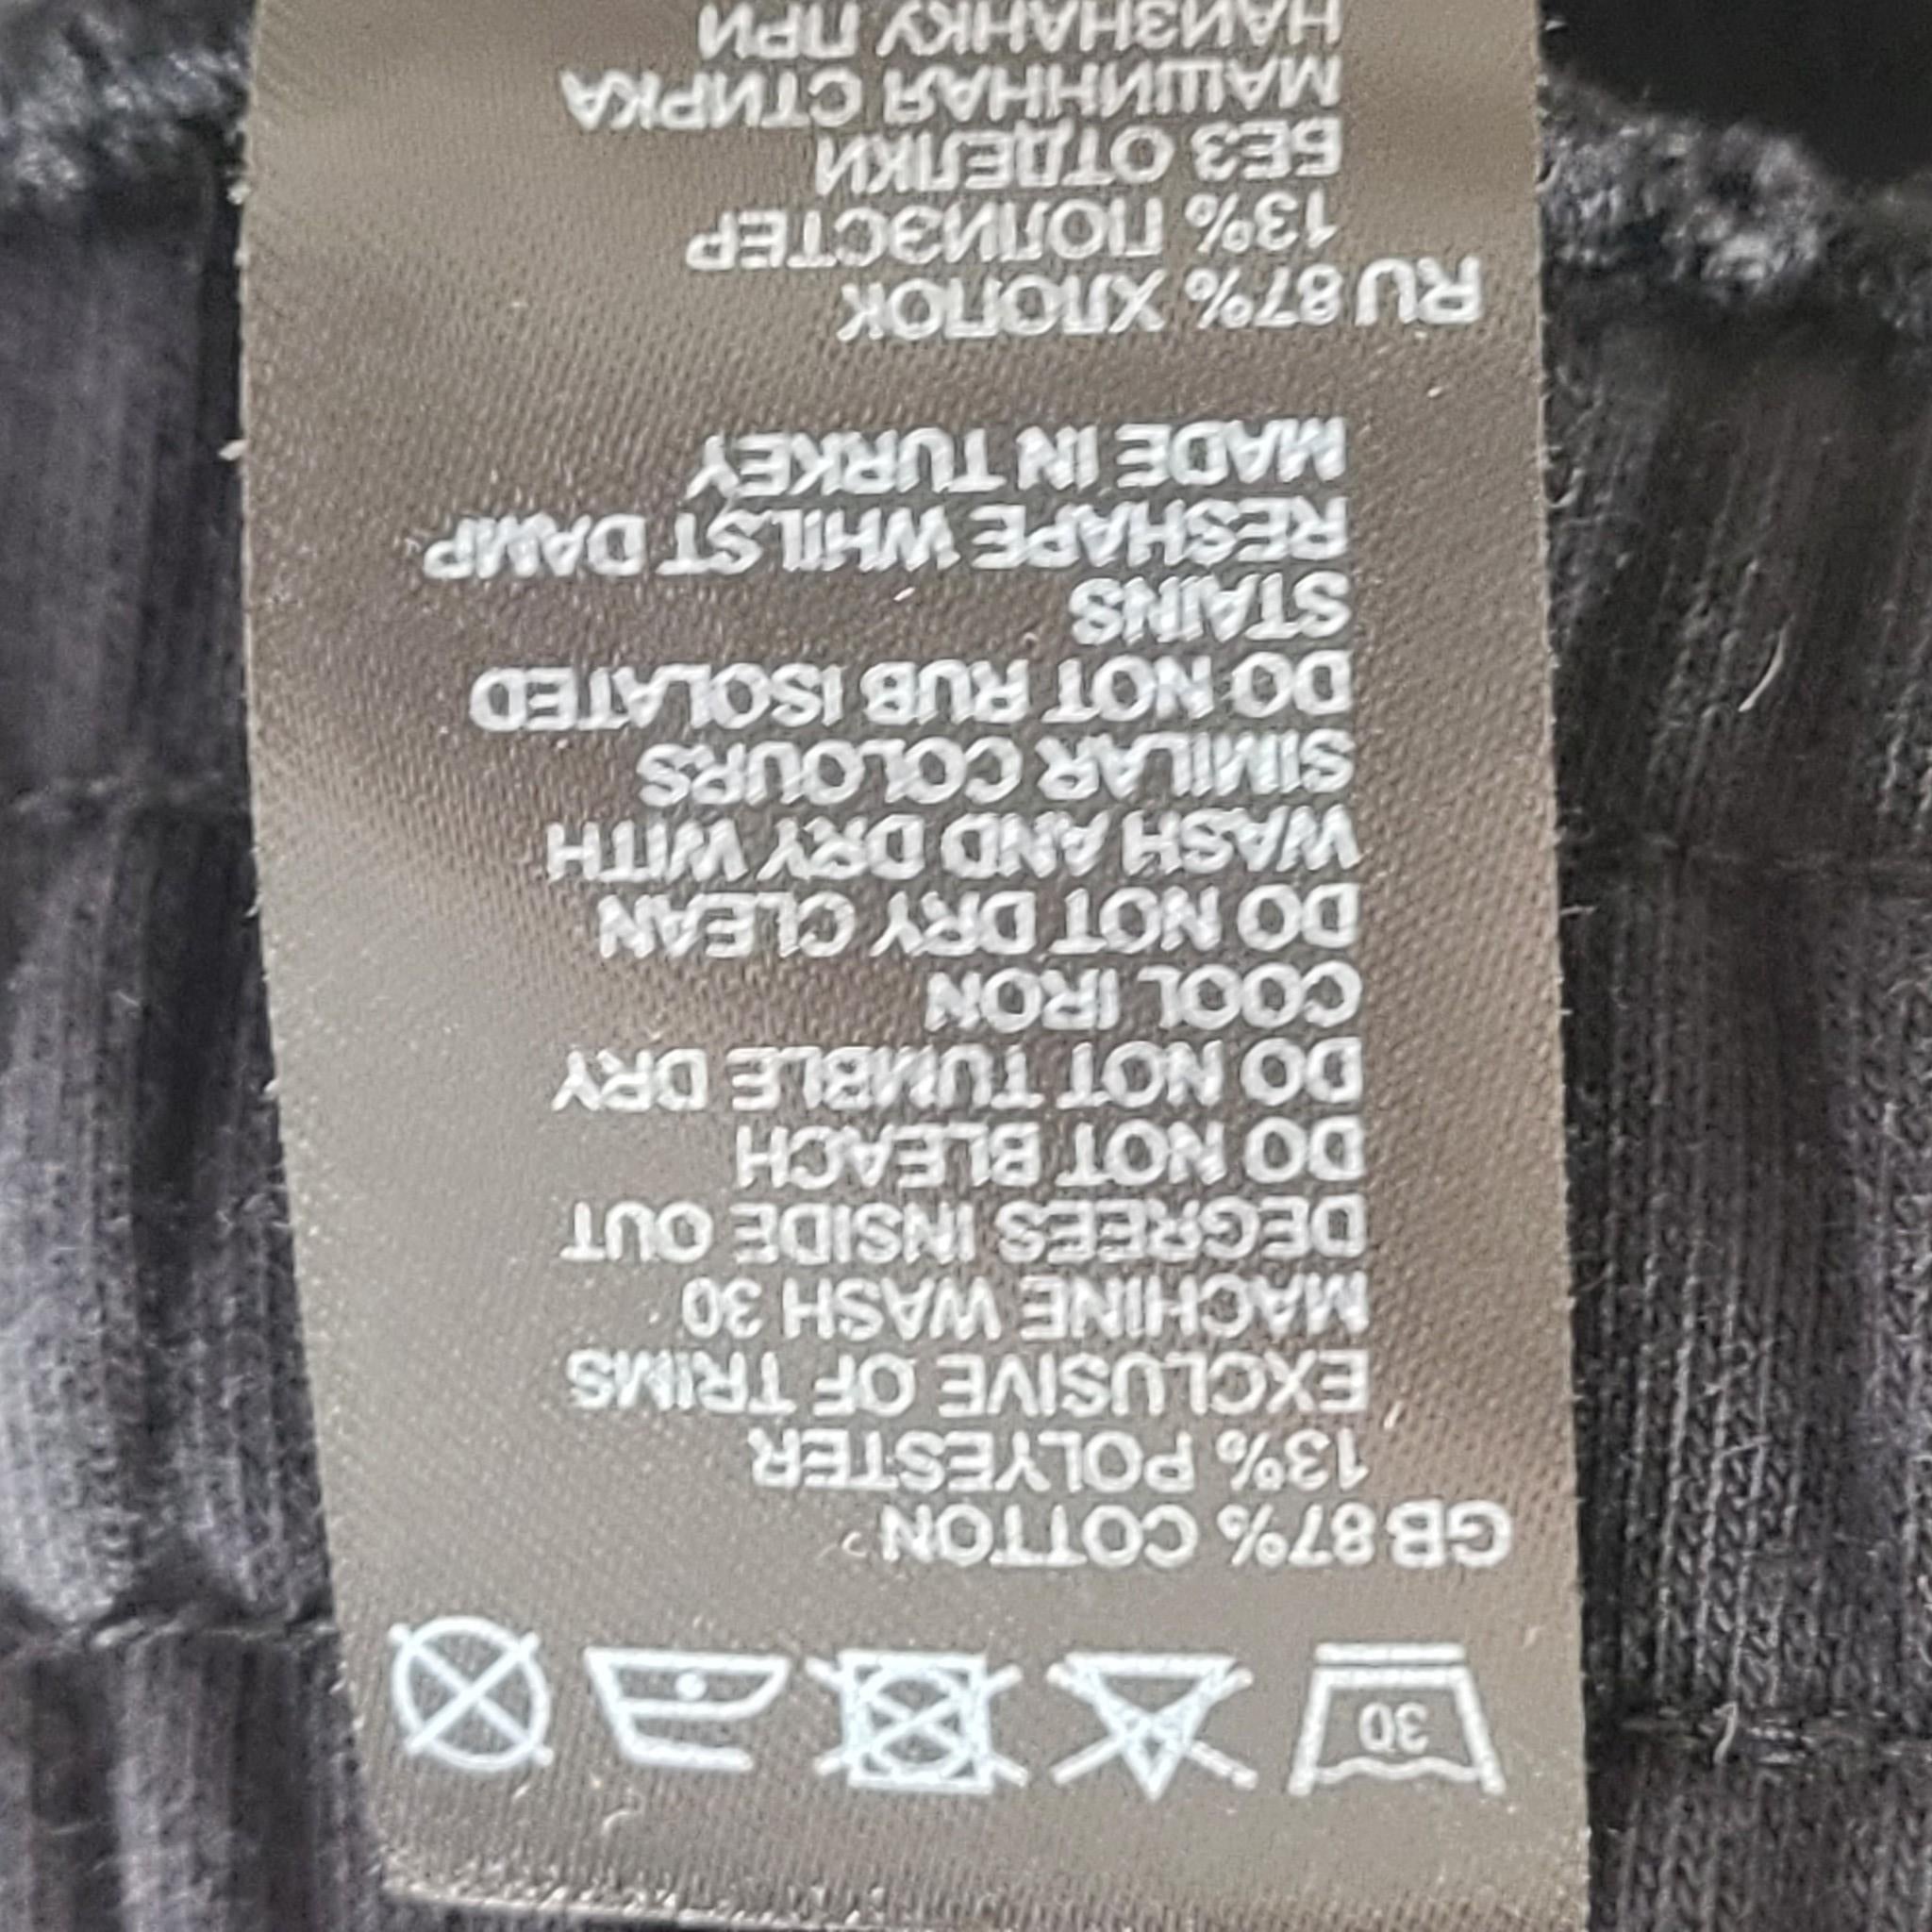 30
GB 87% COTTON
13% POLYESTER
EXCLUSIVE OF TRIMS
MACHINE WASH 30
DEGREES INSIDE OUT
DO NOT BLEACH
DO NOT TUMBLE DRY
COOL IRON
DO NOT DRY CLEAN
WASH AND DRY WITH
SIMILAR COLOURS
DO NOT RUB ISOLATED
STAINS
RESHAPE WHILST DAMP
MADE IN TURKEY
RU 87% ХЛОПОК
13% ПОЛИЭСТЕР
БЕЗ ОТДЕЛКИ
МАШИННАЯ СТИРКА
НАИЗНАНКУ ПРИ